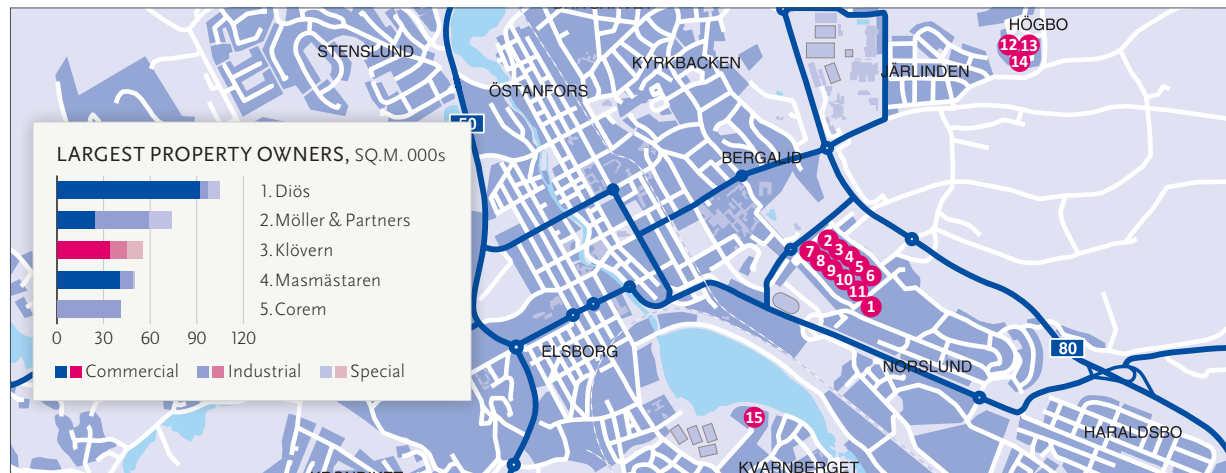 HÖGBO
12 13
14
STENSLUND
KYRKBACKEN
JÄRLINDEN
ÖSTANFORS
50
BERGALID
LARGEST PROPERTY OWNERS, SQ.M. 000s
1. Diös
2. Möller & Partners
3. Klövern
4. Masmästaren
5. Corem
0 30 60 90 120
Commercial Industrial Special
2
7 3
8 4
9 5
10 6
11
1
ELSBORG
80
NORSLUND
15
HARALDSBO
KVARNBERGET